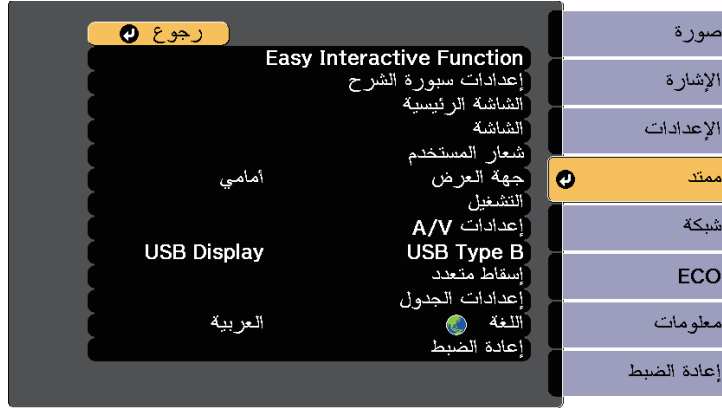 رجوع
Easy Interactive Function
إعدادات سبورة الشرح
الشاشة الرئيسية
الشاشة
شعار المستخدم
جهة العرض أمامي
التشغيل
إعدادات A/V
USB Type B USB Display
إسقاط متعدد
إعدادات الجدول
اللغة العربية
إعادة الضبط
صورة
الإشارة
الإعدادات
ممتد
شبكة
ECO
معلومات
إعادة الضبط